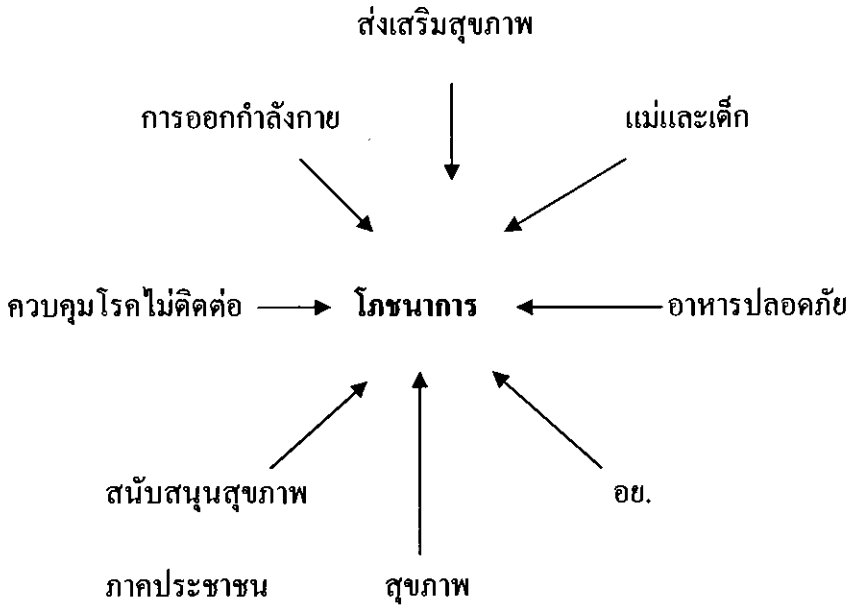 ส่งเสริมสุขภาพ
การออกกำลังกาย
แม่และเด็ก
ควบคุมโรคไม่ติดต่อ
โภชนาการ
อาหารปลอดภัย
สนับสนุนสุขภาพ
อย.
ภาคประชาชน
สุขภาพ